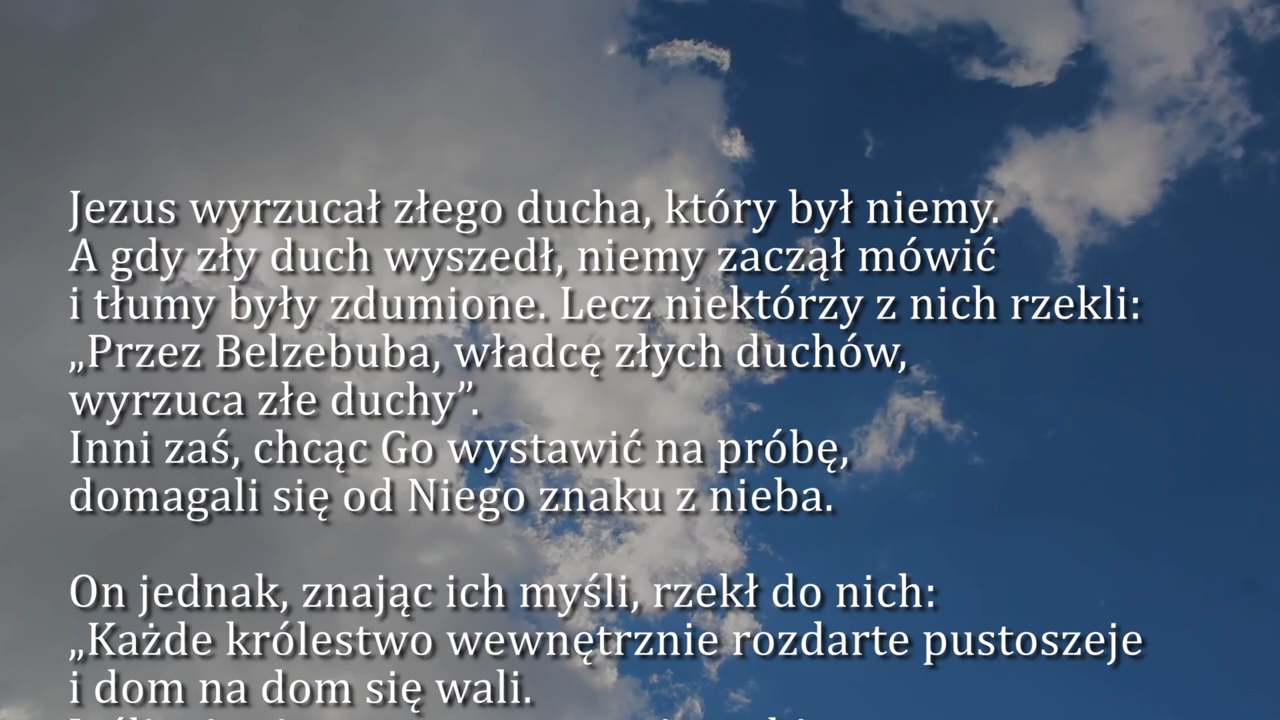 Jezus wyrzucał złego ducha, który był niemy.
A gdy zły duch wyszedł, niemy zaczął mówić
i tłumy były zdumione. Lecz niektórzy z nich rzekli:
„Przez Belzebuba, władcę złych duchów,
wyrzuca złe duchy”.
Inni zaś, chcąc Go wystawić na próbę,
domagali się od Niego znaku z nieba.
On jednak, znając ich myśli, rzekł do nich:
„Każde królestwo wewnętrznie rozdarte pustoszeje
i dom na dom się wali.